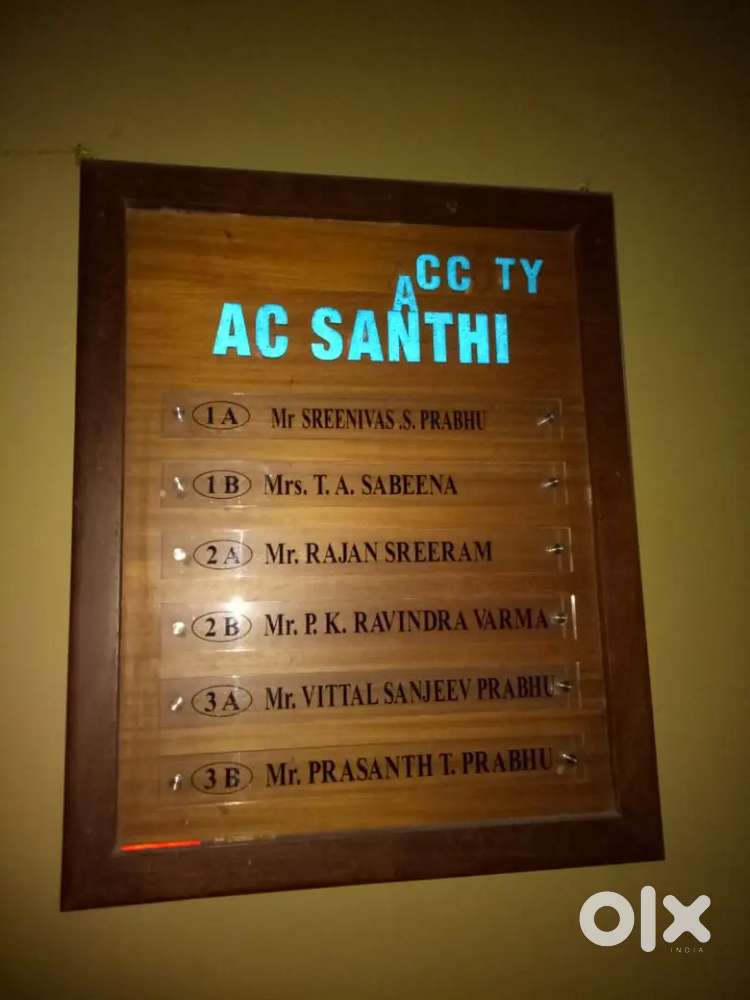 ACC TY
AC SANTHI
1A Mr SREENIVAS .S. PRABHU
1B Mrs. T. A. SABEENA
2A Mr. RAJAN SREERAM
2B Mr. P. K. RAVINDRA VARMA
3A Mr. VITTAL SANJEEV PRABHU
3B Mr. PRASANTH T. PRABHU
olx
INDIA